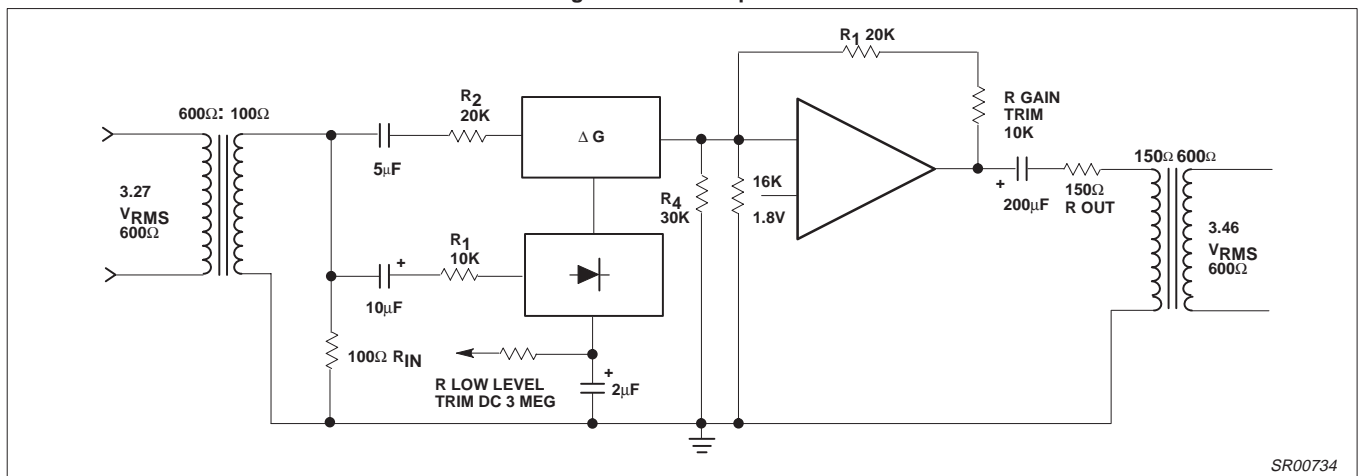 600Ω: 100Ω
3.27
VRMS
600Ω
5µF
R2
20K
Δ G
10µF
R1
10K
100Ω RIN
R LOW LEVEL
TRIM DC 3 MEG
+
2µF
+
R4
30K
16K
1.8V
R1 20K
R GAIN
TRIM
10K
+
200µF
150Ω
R OUT
150Ω 600Ω
3.46
VRMS
600Ω
SR00734